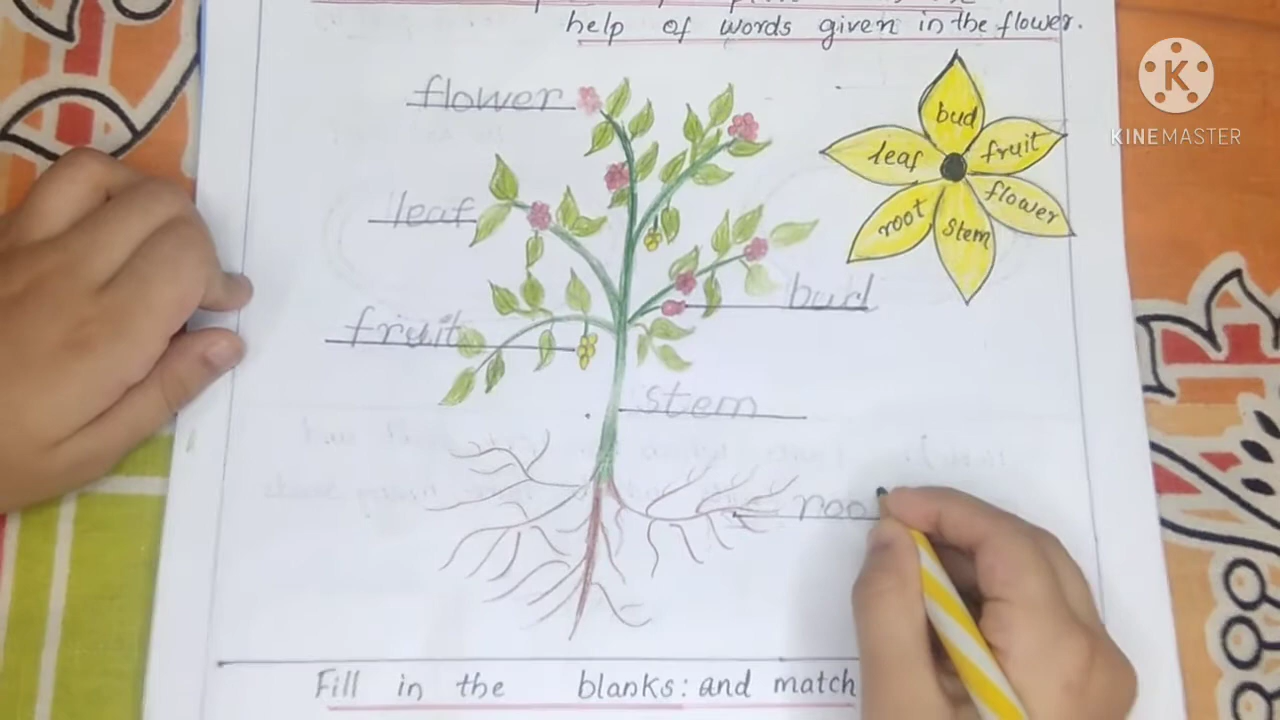 help of words given in the flower.
flower
bud
leaf
fruit
KINEMASTER
K
leaf
root
flower
stem
bud
fruit
stem
roo
Fill in the blanks: and match